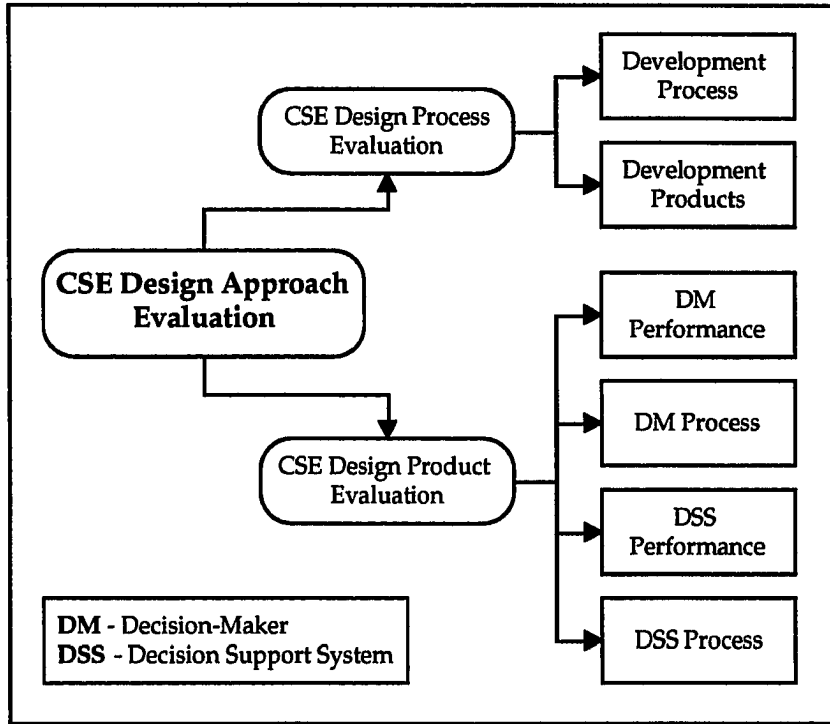 CSE Design Approach
Evaluation
CSE Design Process
Evaluation
Development
Process
Development
Products
CSE Design Product
Evaluation
DM
Performance
DM Process
DSS
Performance
DSS Process
DM - Decision-Maker
DSS - Decision Support System